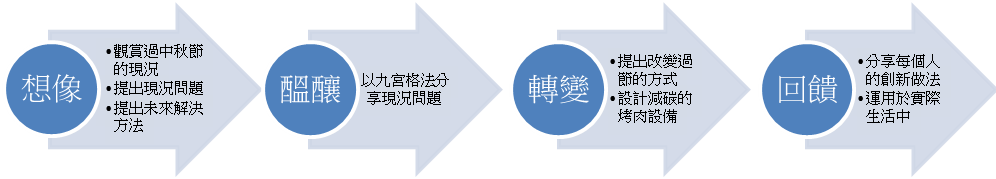 想像
•觀賞過中秋節
的現況
•提出現況問題
•提出未來解決
方法
醞釀
以九宮格法分
享現況問題
轉變
•提出改變過
節的方式
•設計減碳的
烤肉設備
回饋
•分享每個人
的創新做法
•運用於實際
生活中